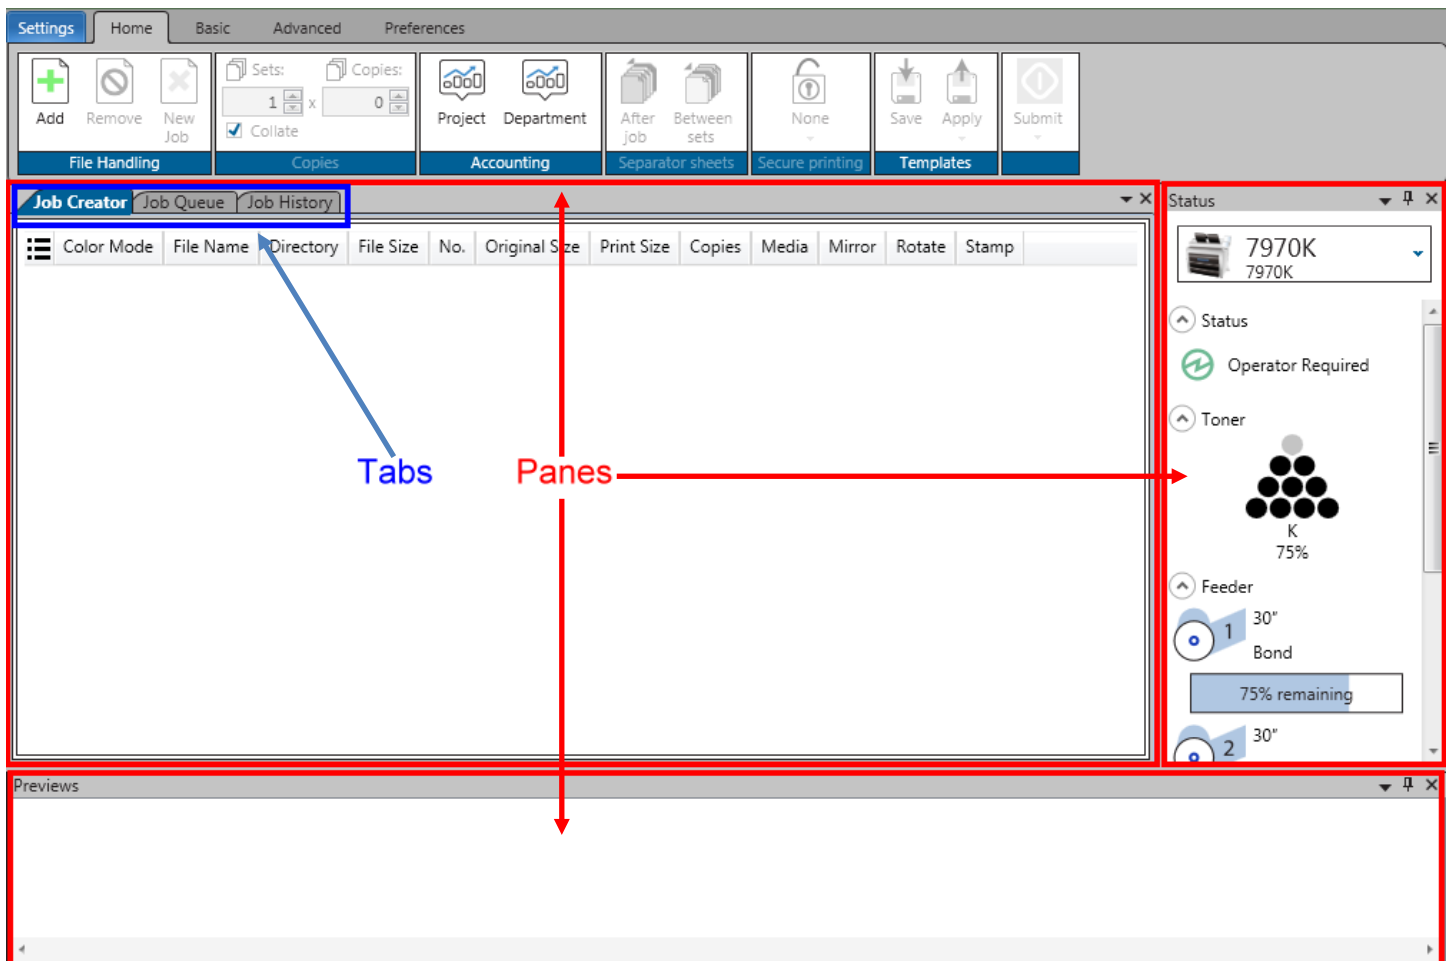 Settings Home Basic Advanced Preferences
Sets: Copies:
1 x 0
Collate
Add Remove New Job
Project Department
After job Between sets
None
Save Apply
Submit
File Handling Copies Accounting Separator sheets Secure printing Templates
Job Creator Job Queue Job History
Status
Color Mode File Name Directory File Size No. Original Size Print Size Copies Media Mirror Rotate Stamp
7970K
7970K
Status
Operator Required
Toner
K
75%
Tabs Panes
Feeder
1 30"
Bond
75% remaining
2 30"
Previews